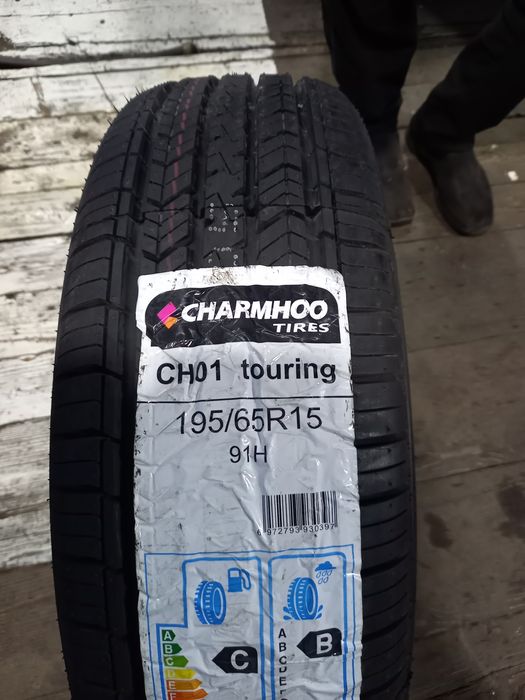 CHARMHOO
TIRES
CH01 touring
195/65R15
91H
6 972793 930397
A
B
C
D
E
C
A
B
C
D
E
B